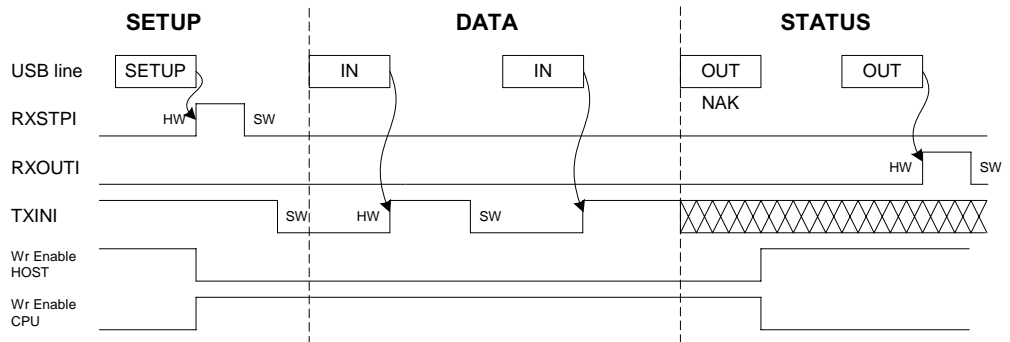 SETUP DATA STATUS
USB line SETUP IN IN OUT OUT
NAK
RXSTPI HW SW
RXOUTI HW SW
TXINI SW HW SW
Wr Enable
HOST
Wr Enable
CPU